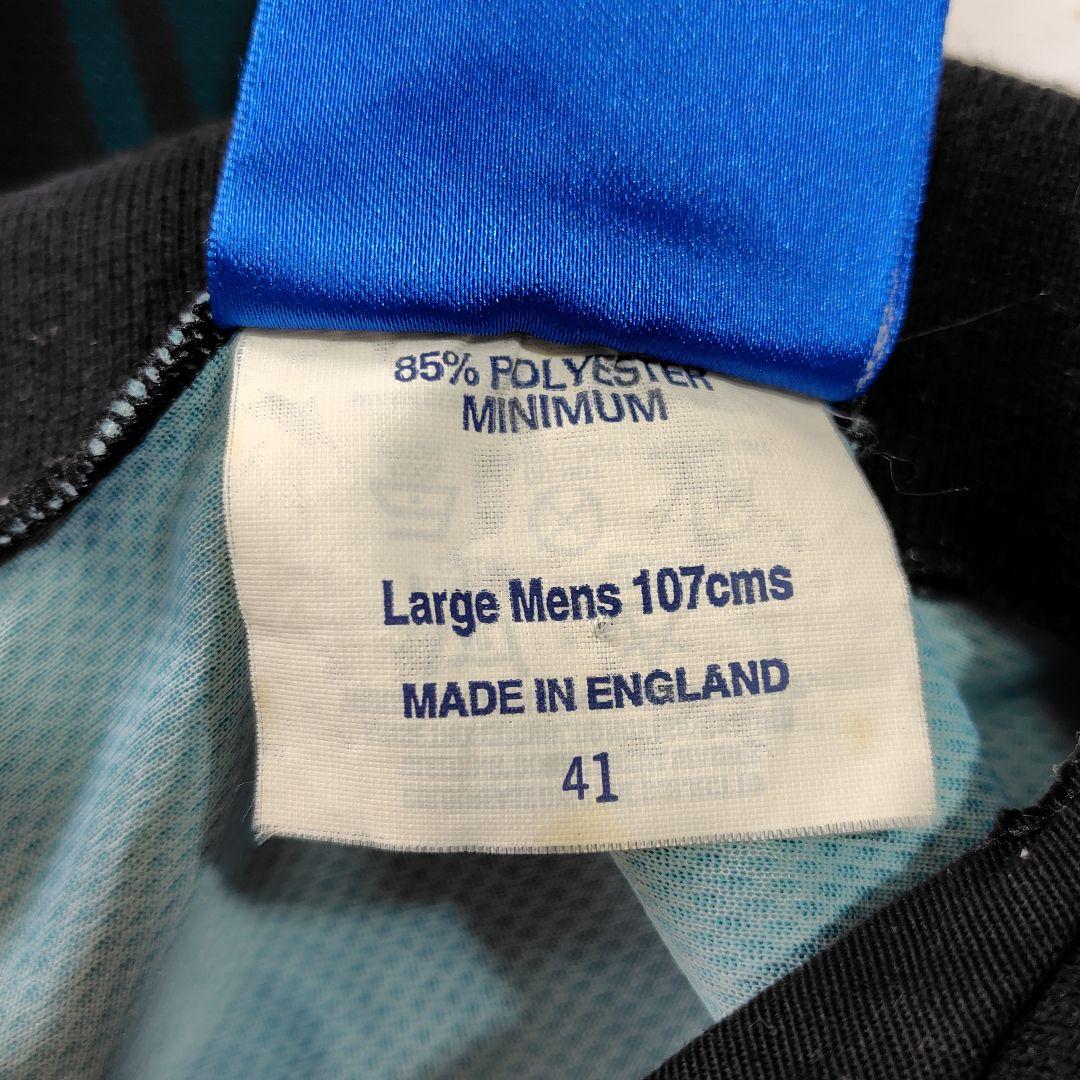 85% POLYESTER
MINIMUM
Large Mens 107cms
MADE IN ENGLAND
41